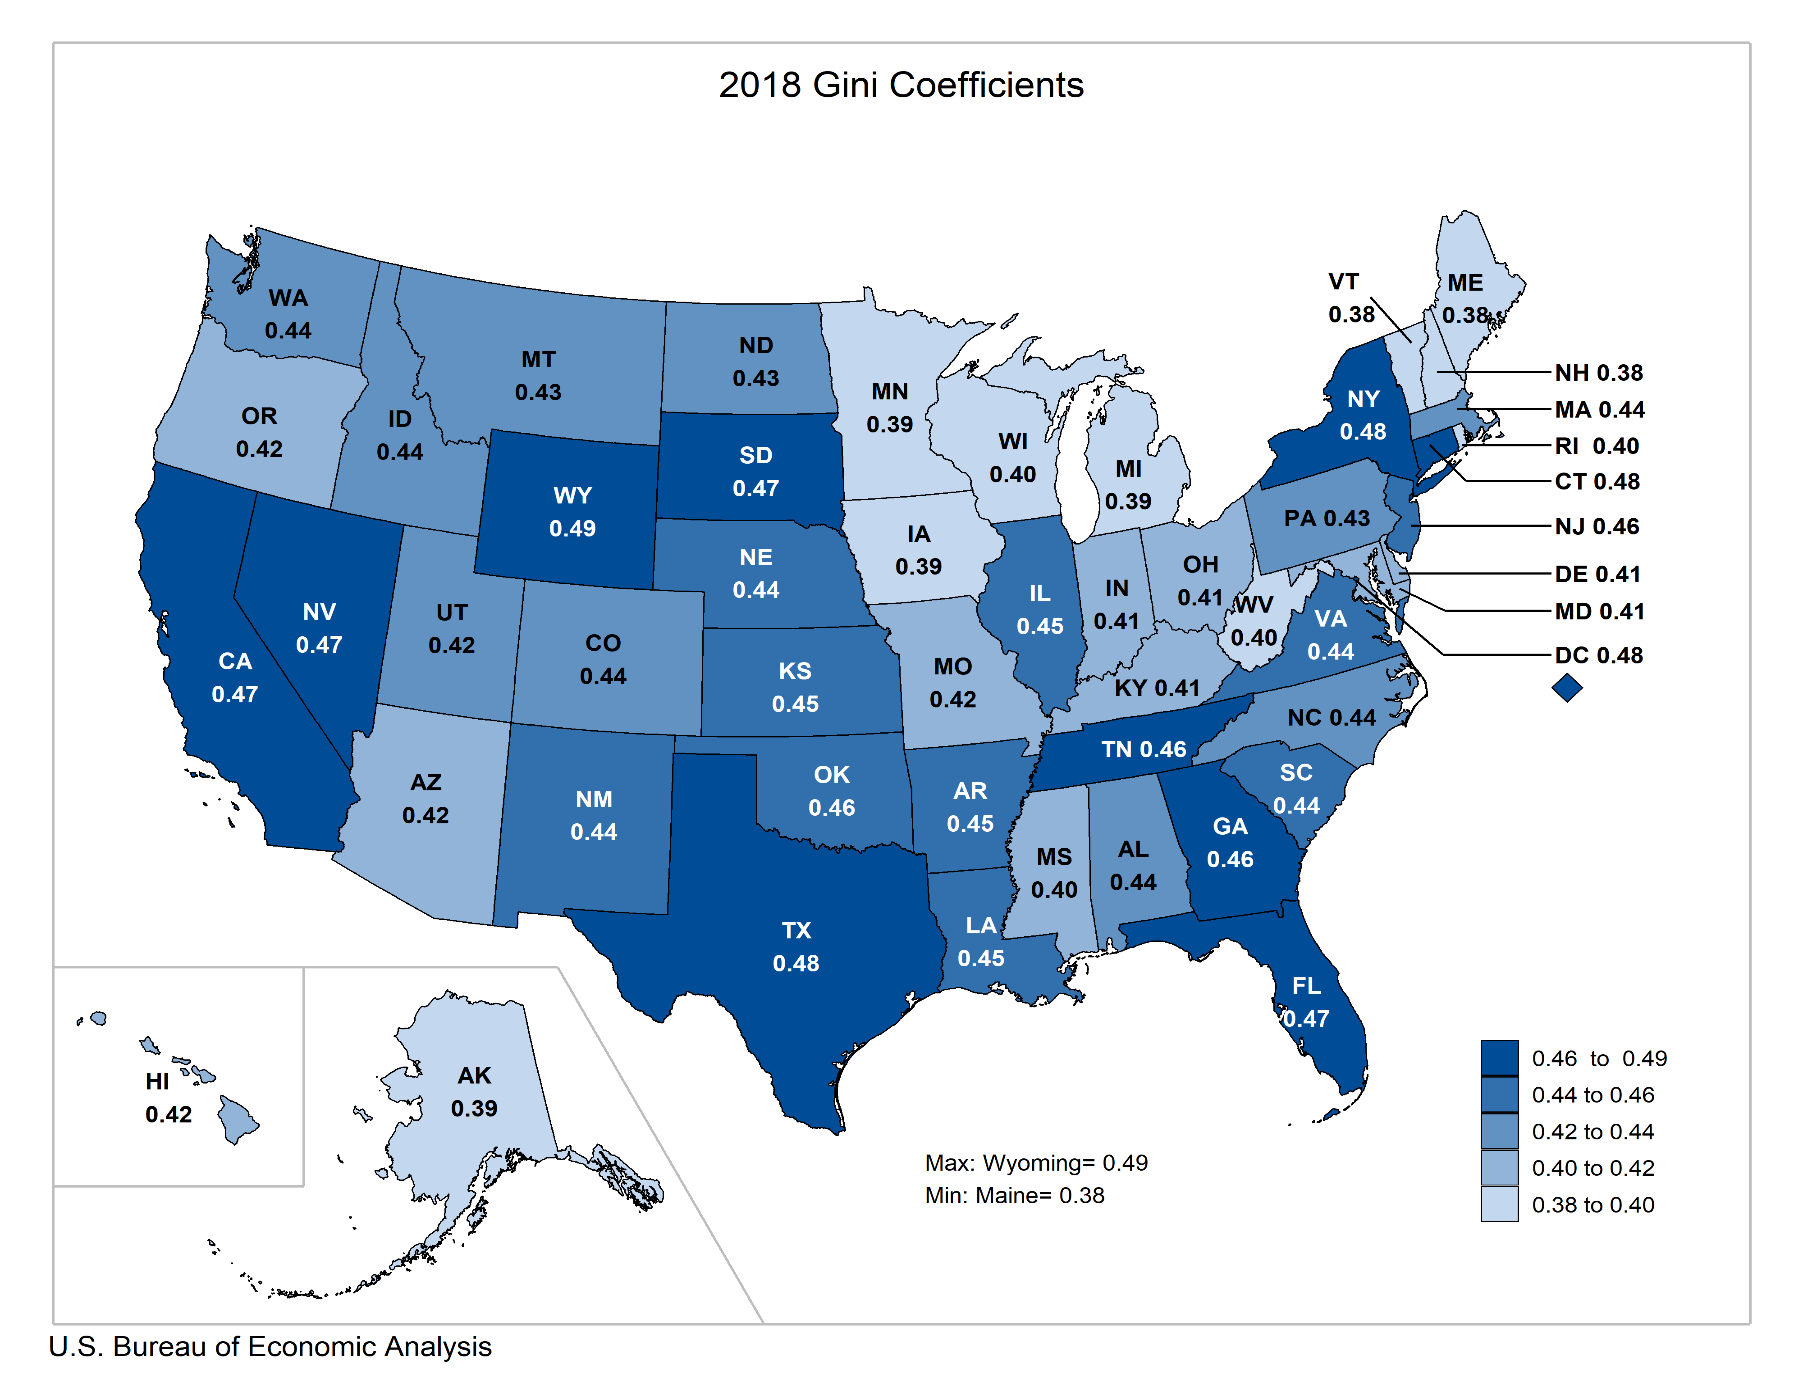 2018 Gini Coefficients
WA
0.44
OR
0.42
ID
0.44
MT
0.43
ND
0.43
MN
0.39
WI
0.40
MI
0.39
VT
0.38
ME
0.38
NH 0.38
MA 0.44
RI 0.40
CT 0.48
NJ 0.46
DE 0.41
MD 0.41
DC 0.48
NY
0.48
PA 0.43
SD
0.47
WY
0.49
NE
0.44
IA
0.39
IL
0.45
IN
0.41
OH
0.41
WV
0.40
VA
0.44
CA
0.47
NV
0.47
UT
0.42
CO
0.44
KS
0.45
MO
0.42
KY 0.41
NC 0.44
TN 0.46
SC
0.44
AZ
0.42
NM
0.44
OK
0.46
AR
0.45
MS
0.40
AL
0.44
GA
0.46
TX
0.48
LA
0.45
FL
0.47
HI
0.42
AK
0.39
0.46 to 0.49
0.44 to 0.46
0.42 to 0.44
0.40 to 0.42
0.38 to 0.40
Max: Wyoming= 0.49
Min: Maine= 0.38
U.S. Bureau of Economic Analysis